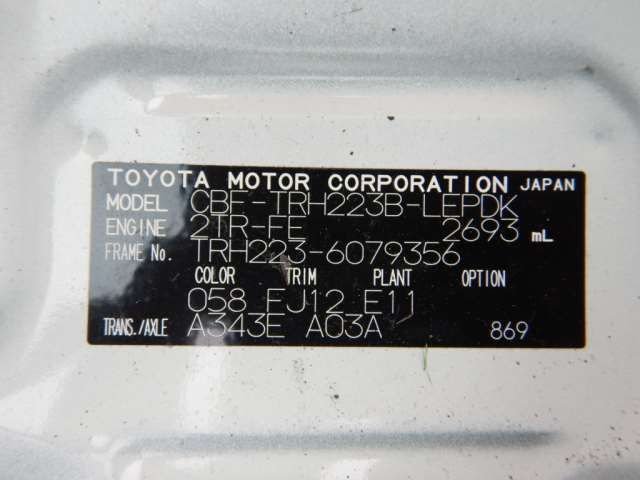 TOYOTA MOTOR CORPORATION JAPAN
MODEL CBF-TRH223B-LEPDK
ENGINE 2TR-FE 2693 mL
FRAME No. TRH223-6079356
COLOR TRIM PLANT OPTION
058 FJ12 E11
TRANS./AXLE A343E A03A 869